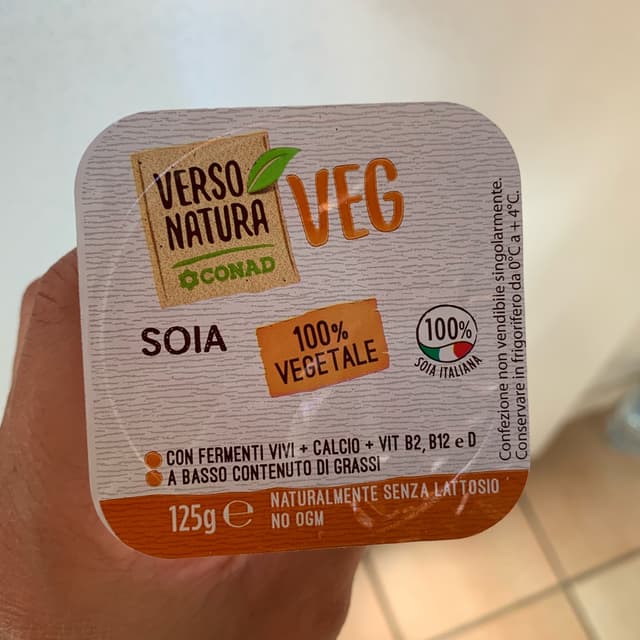 VERSO
NATURA
CONAD
VEG
SOIA
100%
VEGETALE
100%
SOIA ITALIANA
CON FERMENTI VIVI + CALCIO + VIT B2, B12 e D
A BASSO CONTENUTO DI GRASSI
125g ℮
NATURALMENTE SENZA LATTOSIO
NO OGM
Confezione non vendibile singolarmente.
Conservare in frigorifero da 0°C a + 4°C.